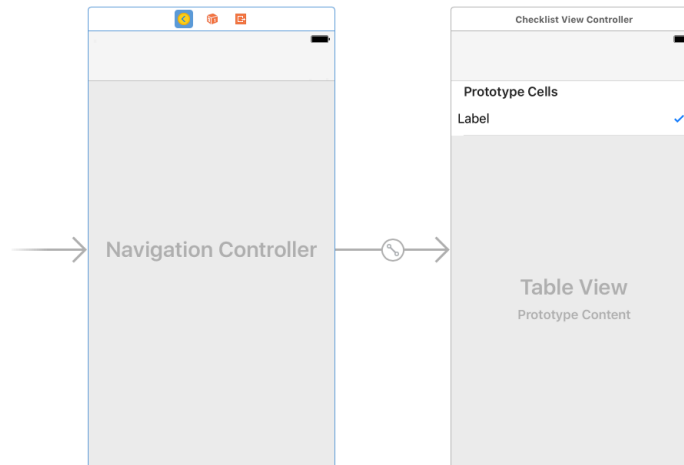 Checklist View Controller
Prototype Cells
Label
Navigation Controller
Table View
Prototype Content